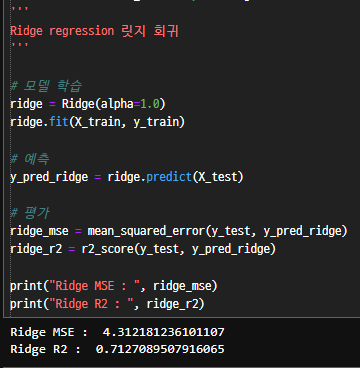 '''
Ridge regression 릿지 회귀
'''
# 모델 학습
ridge = Ridge(alpha=1.0)
ridge.fit(X_train, y_train)
# 예측
y_pred_ridge = ridge.predict(X_test)
# 평가
ridge_mse = mean_squared_error(y_test, y_pred_ridge)
ridge_r2 = r2_score(y_test, y_pred_ridge)
print("Ridge MSE : ", ridge_mse)
print("Ridge R2 : ", ridge_r2)
Ridge MSE :  4.312181236101107
Ridge R2 :  0.7127089507916065